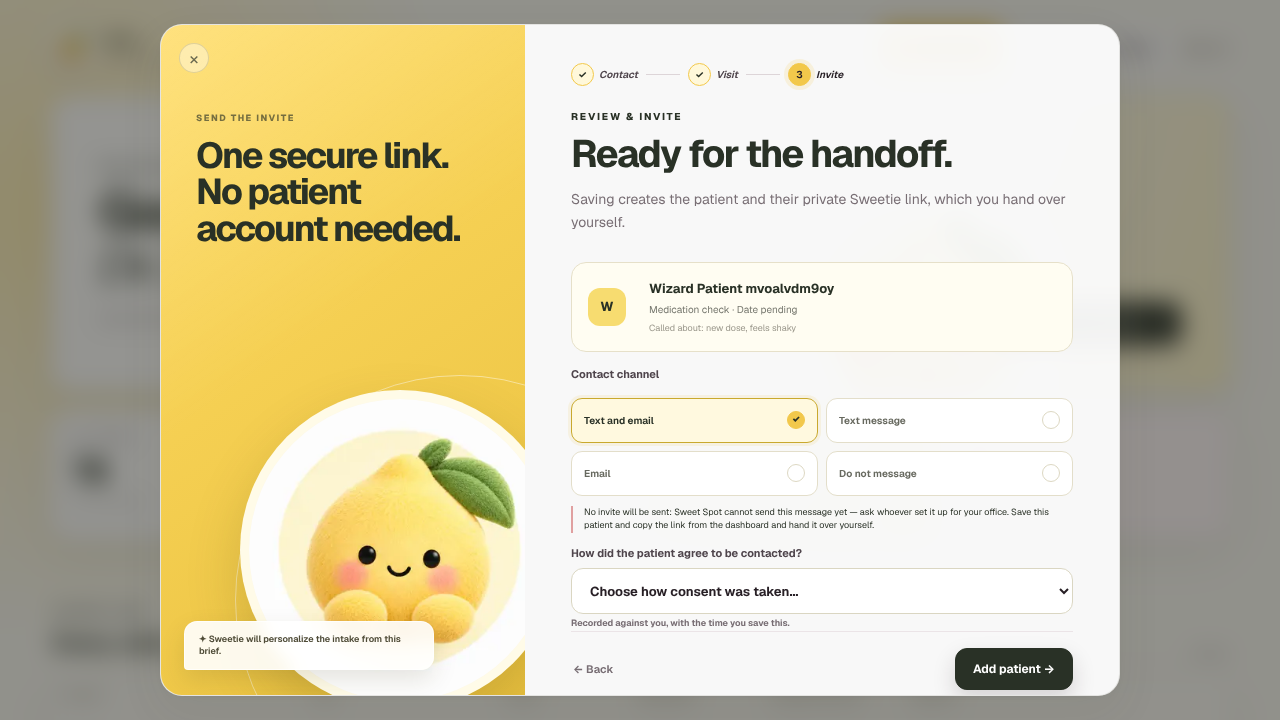 ×
SEND THE INVITE
One secure link.
No patient
account needed.
✦ Sweetie will personalize the intake from this
brief.
✓ Contact ✓ Visit 3 Invite
REVIEW & INVITE
Ready for the handoff.
Saving creates the patient and their private Sweetie link, which you hand over
yourself.
W
Wizard Patient mvoalvdm9oy
Medication check · Date pending
Called about: new dose, feels shaky
Contact channel
Text and email ✓
Text message
Email
Do not message
No invite will be sent: Sweet Spot cannot send this message yet — ask whoever set it up for your office. Save this
patient and copy the link from the dashboard and hand it over yourself.
How did the patient agree to be contacted?
Choose how consent was taken...
Recorded against you, with the time you save this.
← Back
Add patient →